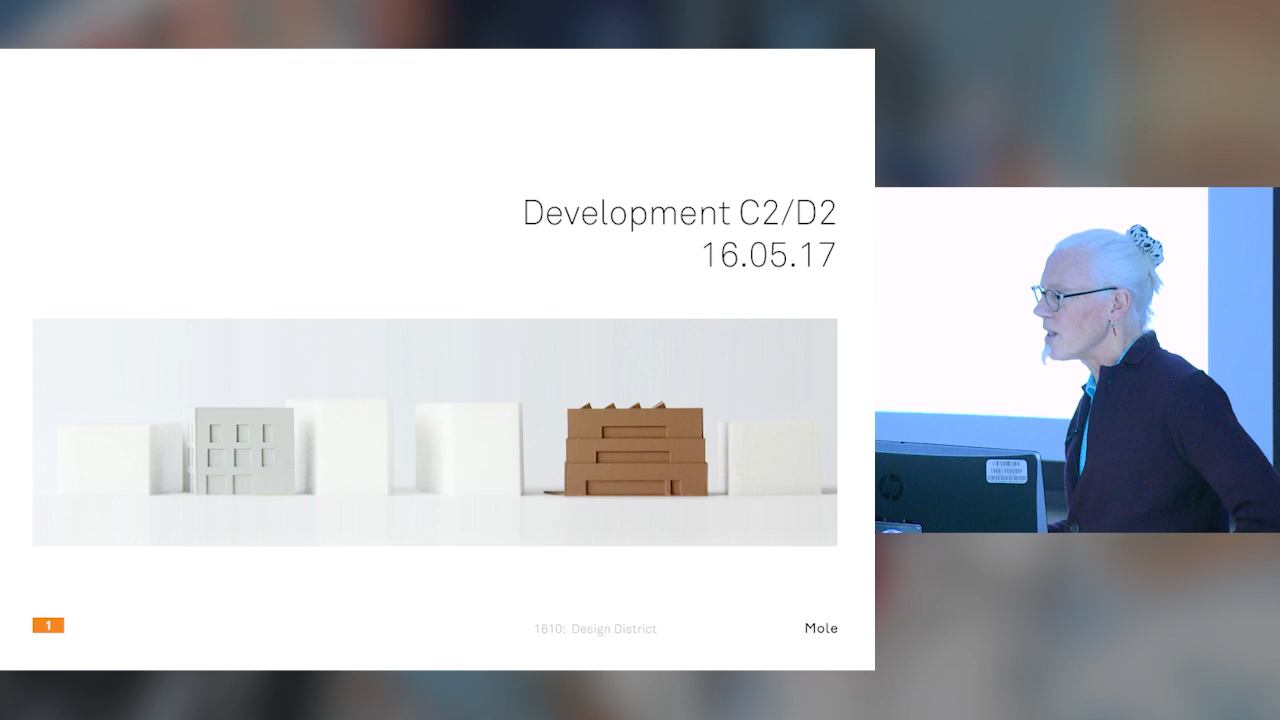 Development C2/D2
16.05.17
1
1610: Design District
Mole
hp